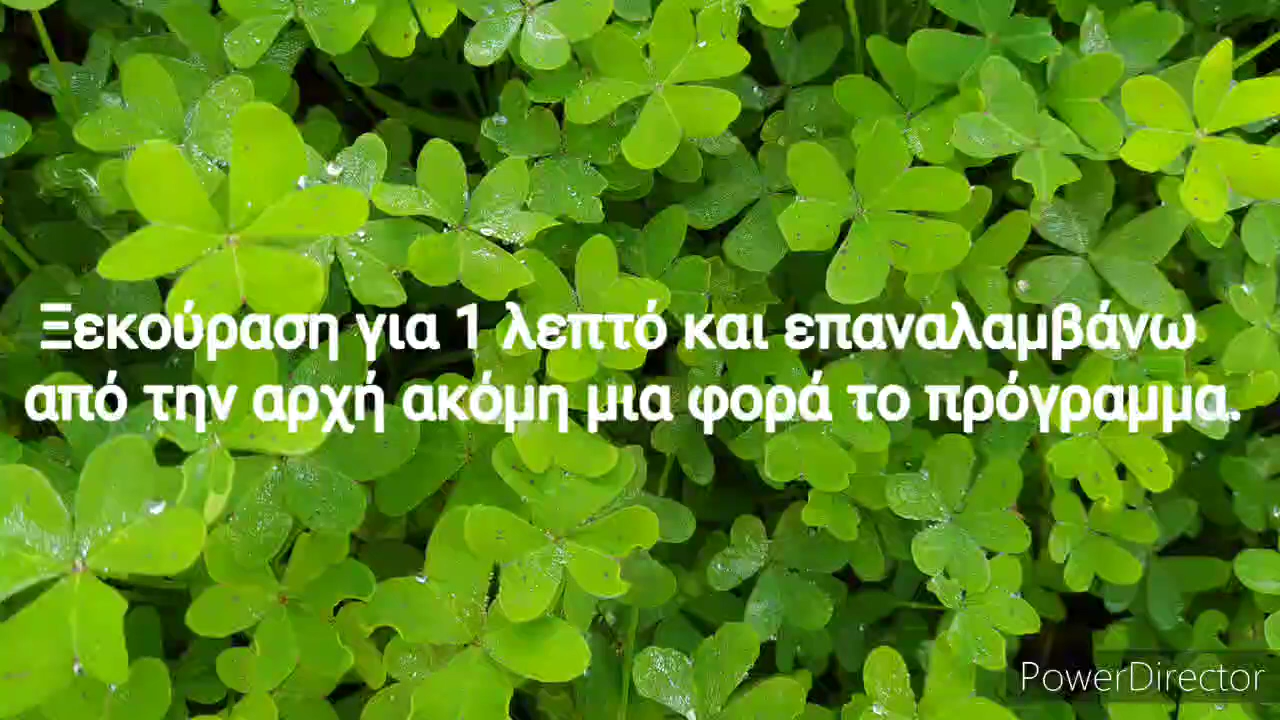 Ξεκούραση για 1 λεπτό και επαναλαμβάνω
από την αρχή ακόμη μια φορά το πρόγραμμα.
PowerDirector